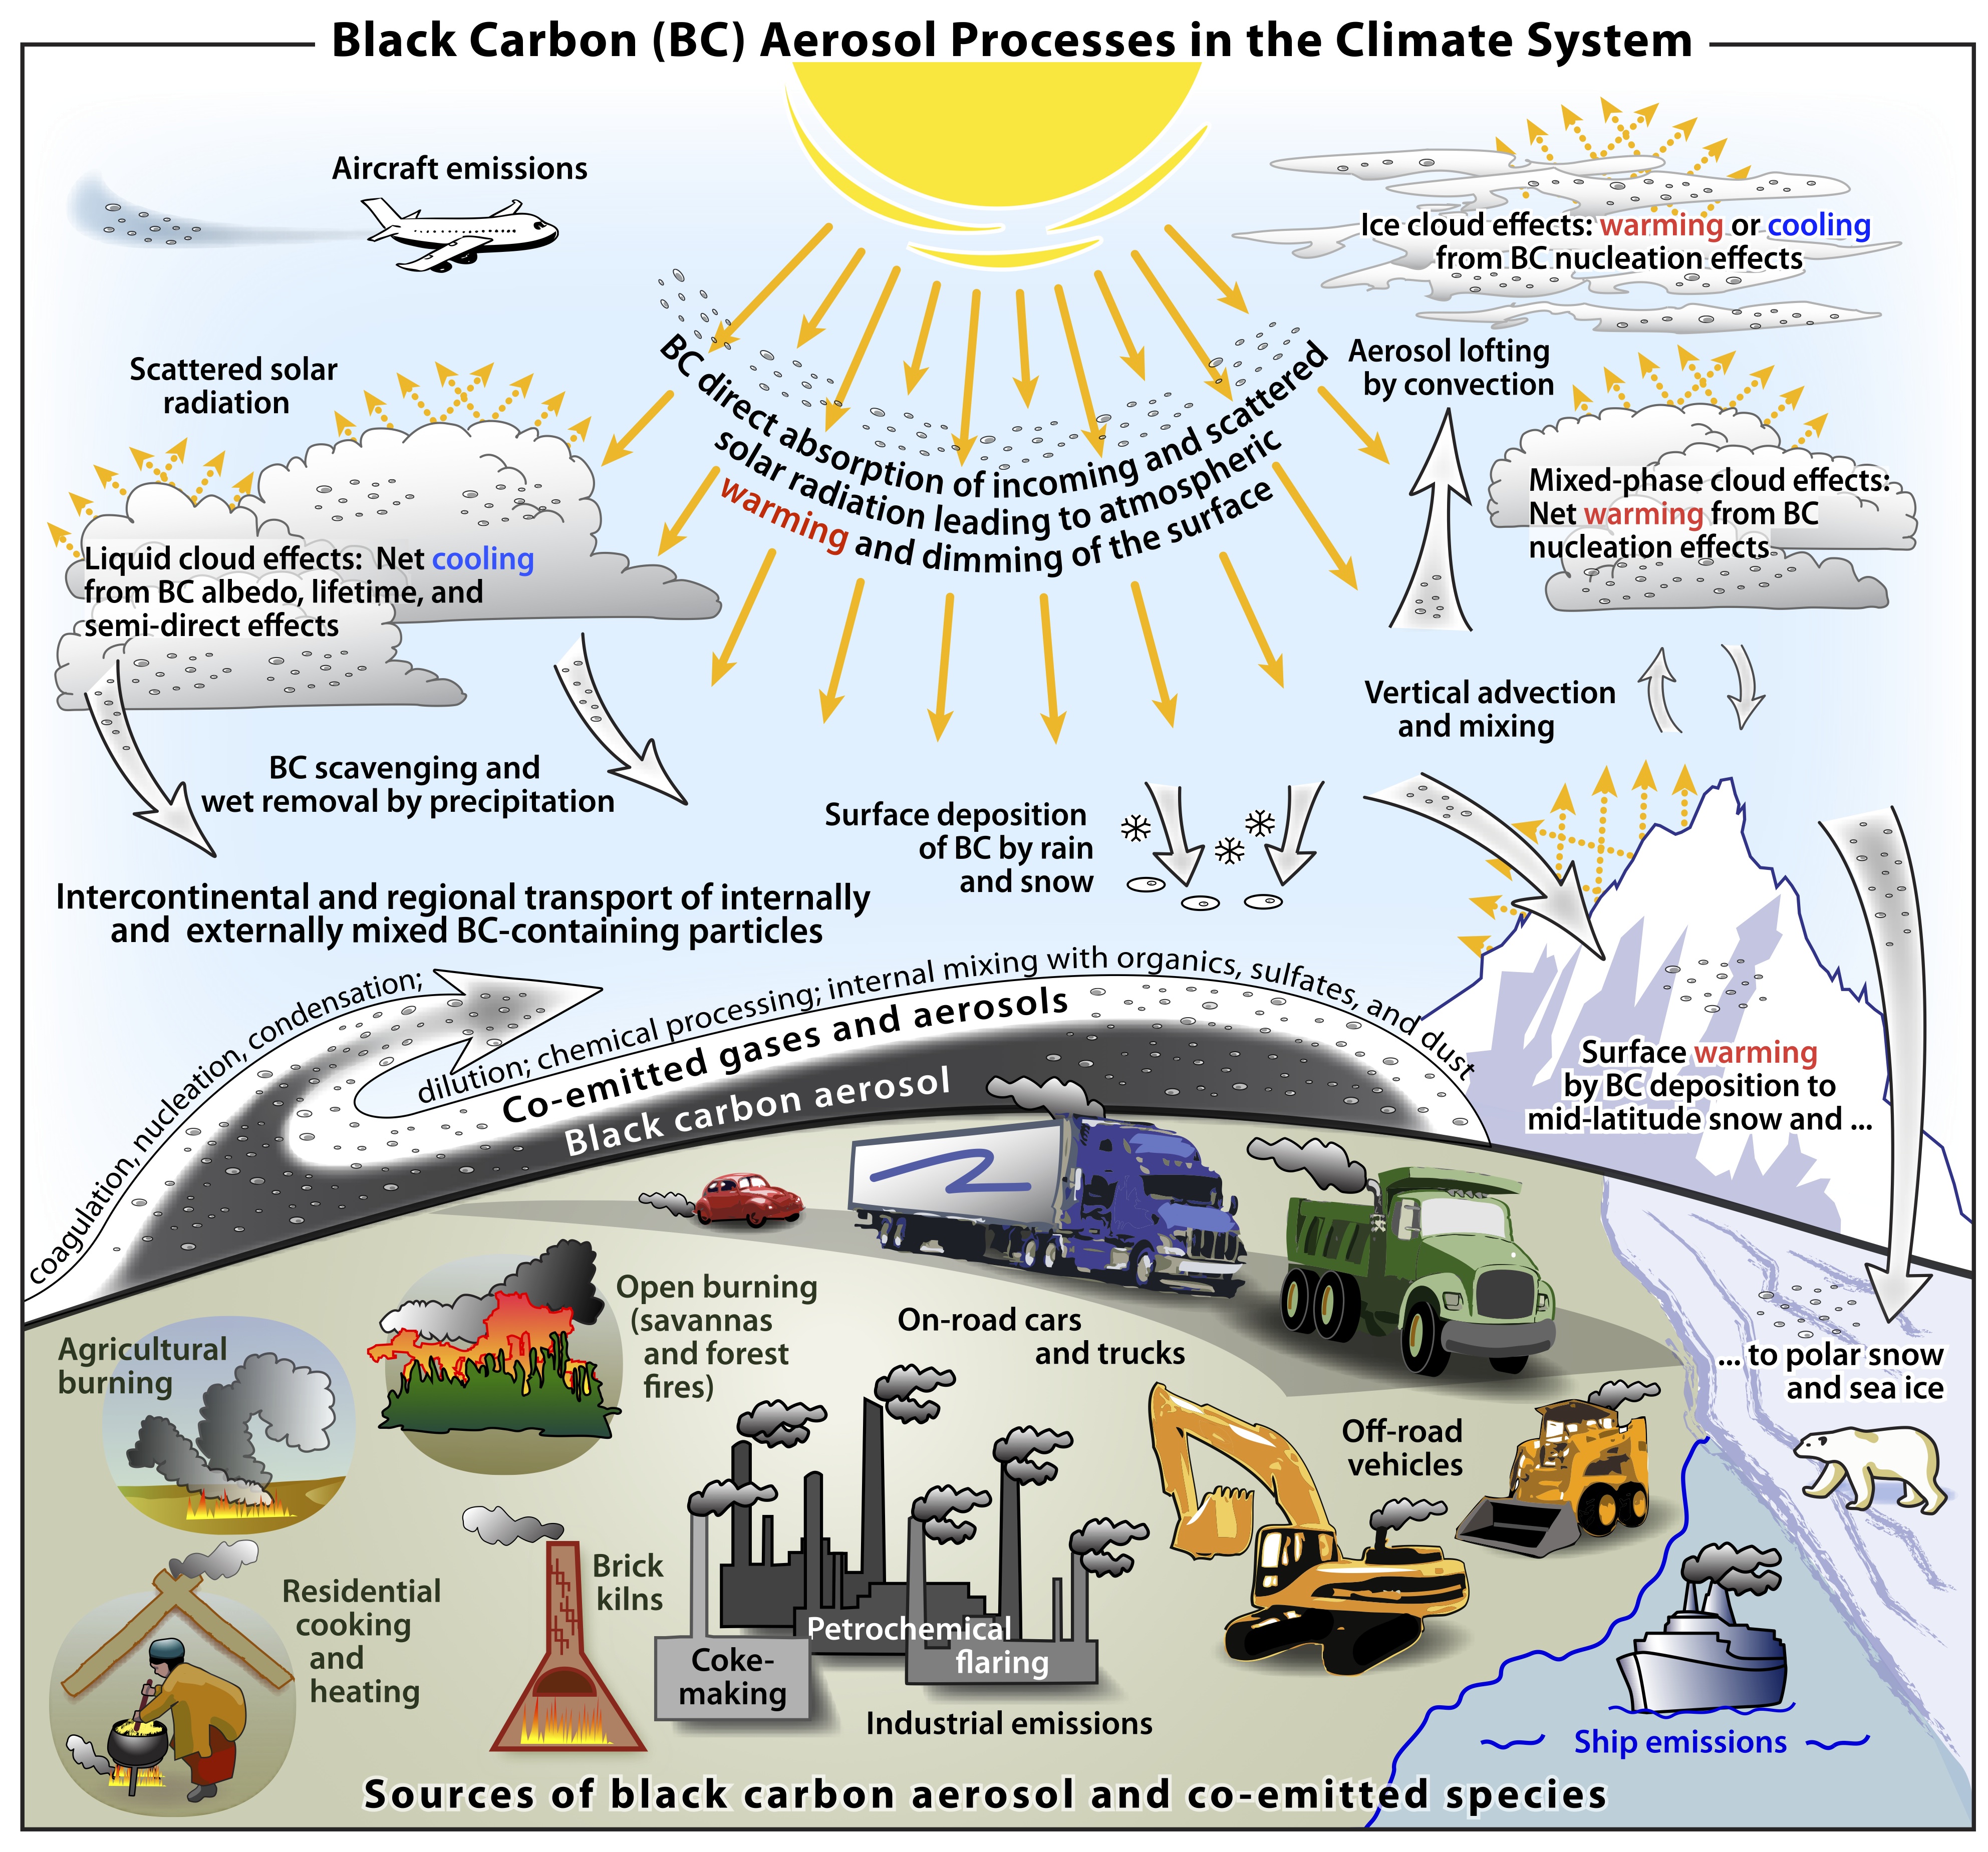 Black Carbon (BC) Aerosol Processes in the Climate System
Aircraft emissions
Ice cloud effects: warming or cooling
from BC nucleation effects
Scattered solar
radiation
BC direct absorption of incoming and scattered
solar radiation leading to atmospheric
warming and dimming of the surface
Aerosol lofting
by convection
Mixed-phase cloud effects:
Net warming from BC
nucleation effects
Liquid cloud effects: Net cooling
from BC albedo, lifetime, and
semi-direct effects
Vertical advection
and mixing
BC scavenging and
wet removal by precipitation
Surface deposition
of BC by rain
and snow
Intercontinental and regional transport of internally
and externally mixed BC-containing particles
coagulation, nucleation, condensation;
dilution; chemical processing; internal mixing with organics, sulfates, and dust
Co-emitted gases and aerosols
Black carbon aerosol
Surface warming
by BC deposition to
mid-latitude snow and ...
... to polar snow
and sea ice
Agricultural
burning
Open burning
(savannas
and forest
fires)
On-road cars
and trucks
Off-road
vehicles
Residential
cooking
and
heating
Brick
kilns
Coke-
making
Petrochemical
flaring
Industrial emissions
Ship emissions
Sources of black carbon aerosol and co-emitted species